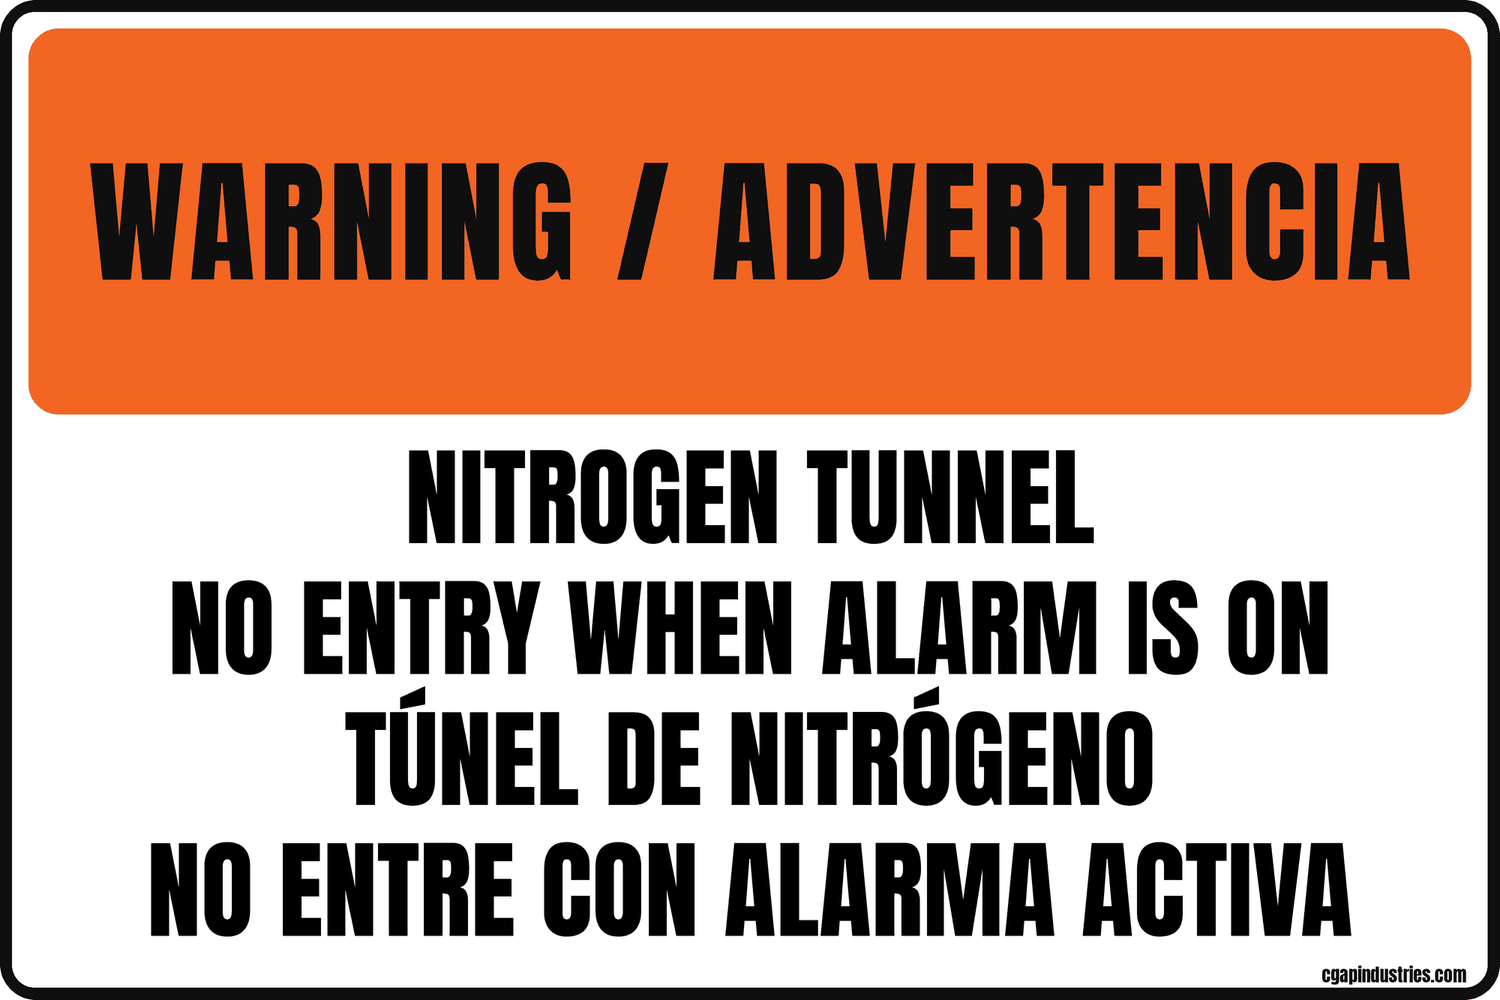 WARNING / ADVERTENCIA
NITROGEN TUNNEL
NO ENTRY WHEN ALARM IS ON
TÚNEL DE NITRÓGENO
NO ENTRE CON ALARMA ACTIVA
cgapindustries.com